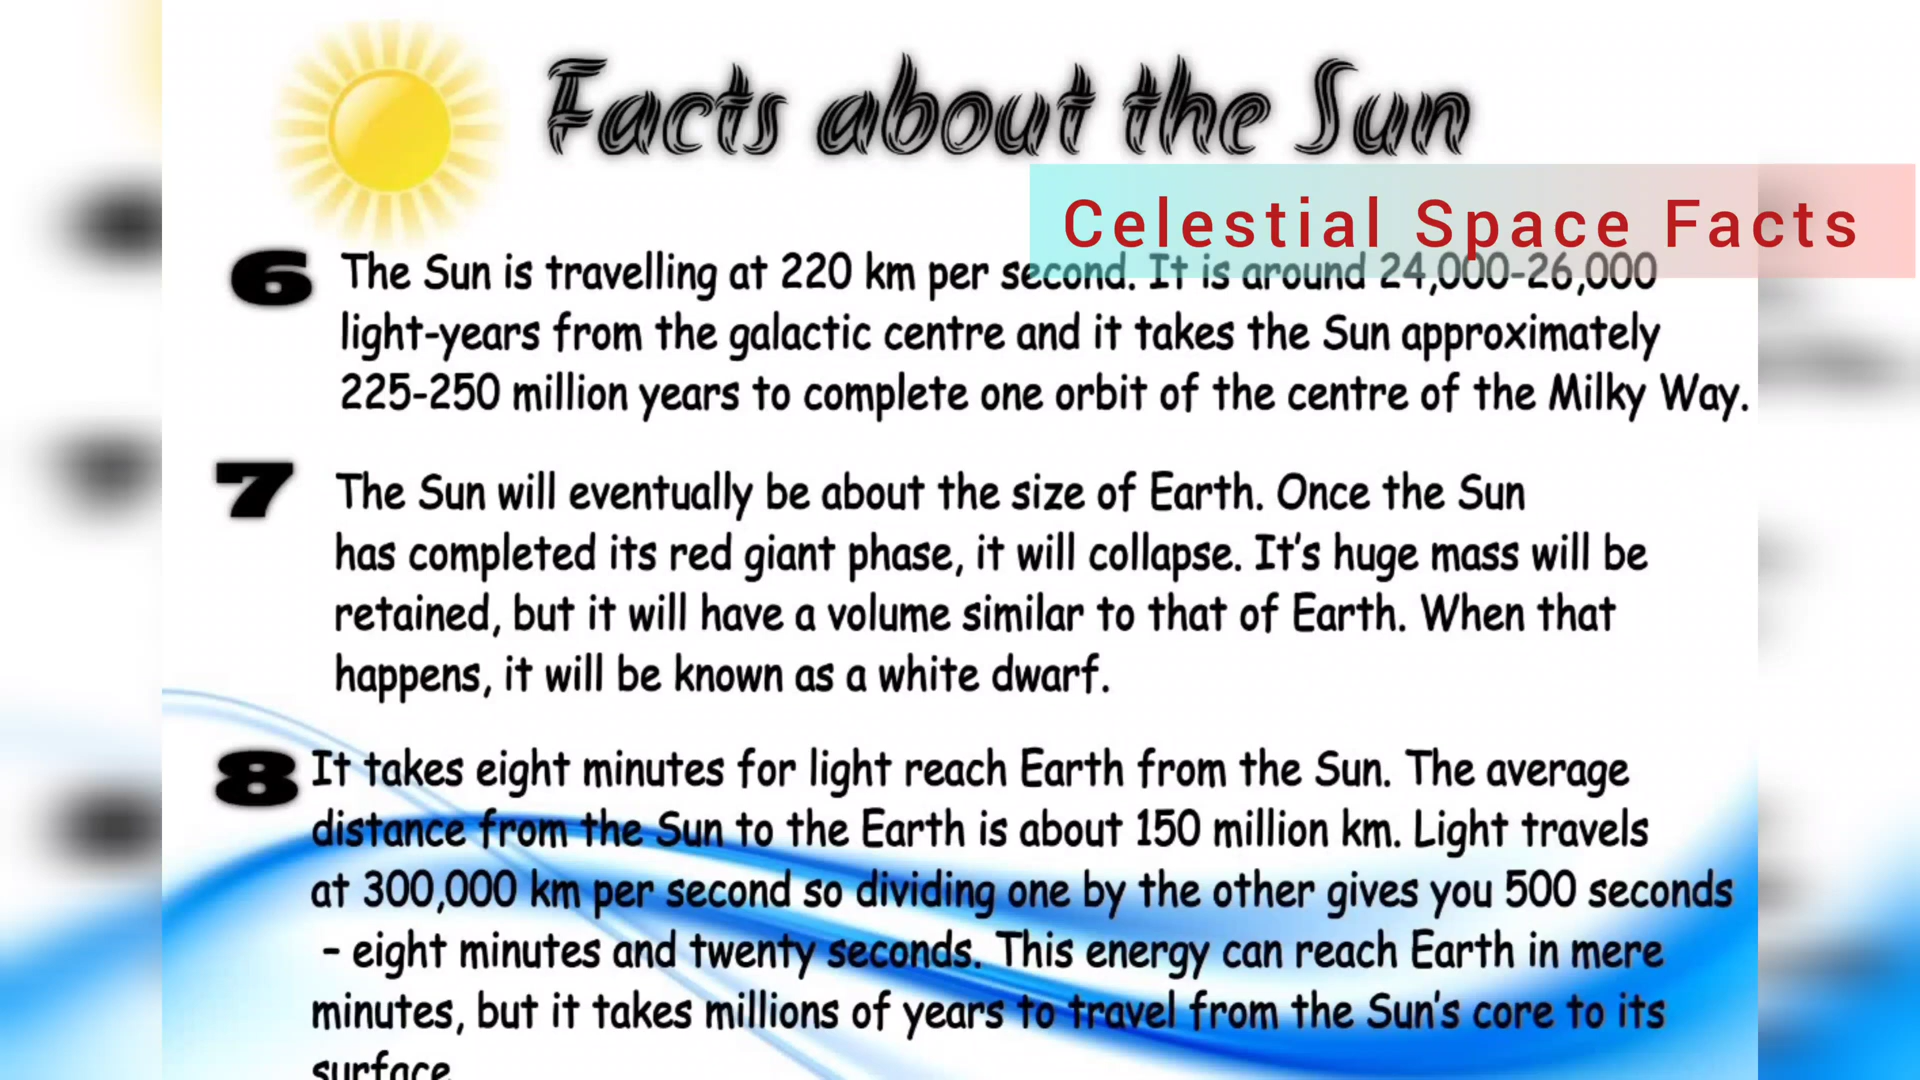 Facts about the Sun
Celestial Space Facts
6
The Sun is travelling at 220 km per second. It is around 24,000-26,000
light-years from the galactic centre and it takes the Sun approximately
225-250 million years to complete one orbit of the centre of the Milky Way.
7
The Sun will eventually be about the size of Earth. Once the Sun
has completed its red giant phase, it will collapse. It's huge mass will be
retained, but it will have a volume similar to that of Earth. When that
happens, it will be known as a white dwarf.
8
It takes eight minutes for light reach Earth from the Sun. The average
distance from the Sun to the Earth is about 150 million km. Light travels
at 300,000 km per second so dividing one by the other gives you 500 seconds
– eight minutes and twenty seconds. This energy can reach Earth in mere
minutes, but it takes millions of years to travel from the Sun's core to its
surface